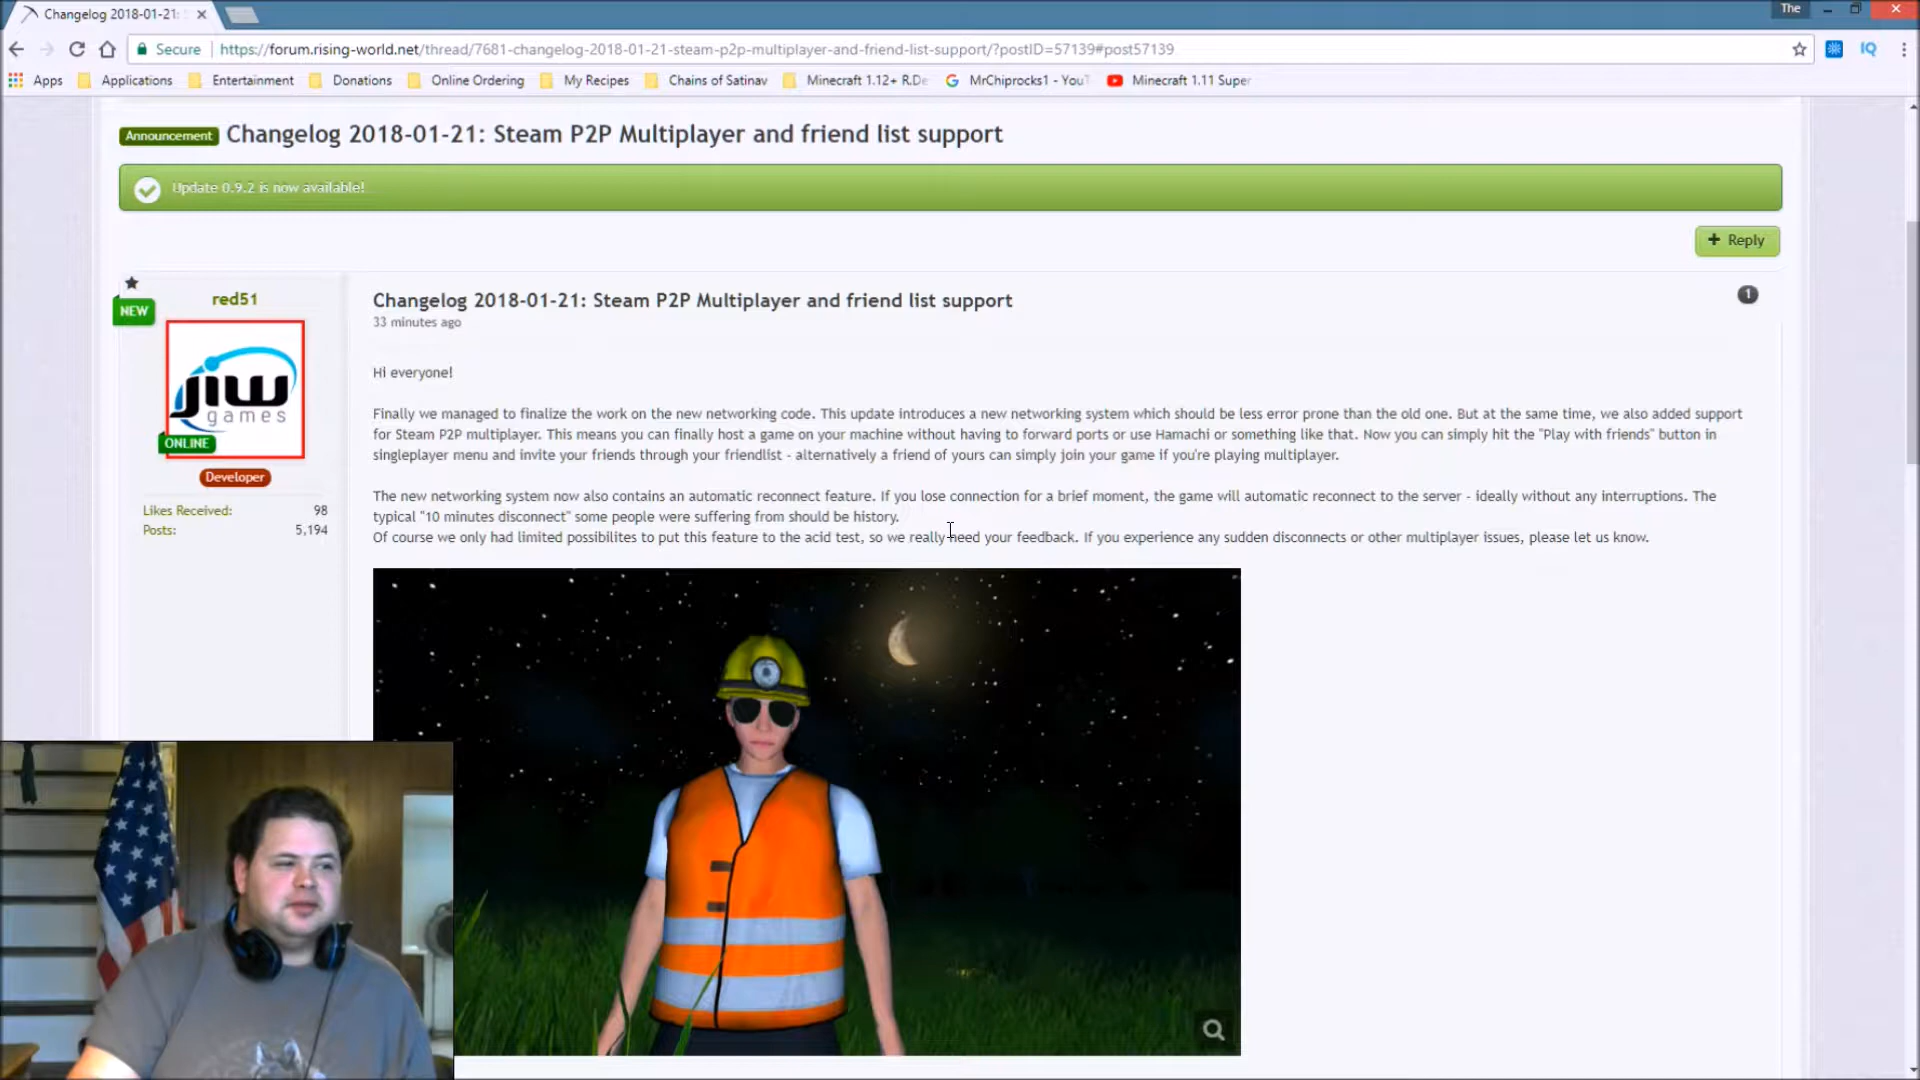 Changelog 2018-01-21:
The
Secure
https://forum.rising-world.net/thread/7681-changelog-2018-01-21-steam-p2p-multiplayer-and-friend-list-support/?postID=57139#post57139
IQ
Apps
Applications
Entertainment
Donations
Online Ordering
My Recipes
Chains of Satinav
Minecraft 1.12+ R.De
MrChiprocks1 - YouT
Minecraft 1.11 Super
Announcement Changelog 2018-01-21: Steam P2P Multiplayer and friend list support
Update 0.9.2 is now available!
+ Reply
NEW
red51
jiw
games
ONLINE
Developer
Likes Received: 98
Posts: 5,194
Changelog 2018-01-21: Steam P2P Multiplayer and friend list support
1
33 minutes ago
Hi everyone!
Finally we managed to finalize the work on the new networking code. This update introduces a new networking system which should be less error prone than the old one. But at the same time, we also added support
for Steam P2P multiplayer. This means you can finally host a game on your machine without having to forward ports or use Hamachi or something like that. Now you can simply hit the "Play with friends" button in
singleplayer menu and invite your friends through your friendlist - alternatively a friend of yours can simply join your game if you're playing multiplayer.
The new networking system now also contains an automatic reconnect feature. If you lose connection for a brief moment, the game will automatic reconnect to the server - ideally without any interruptions. The
typical "10 minutes disconnect" some people were suffering from should be history.
Of course we only had limited possibilites to put this feature to the acid test, so we really need your feedback. If you experience any sudden disconnects or other multiplayer issues, please let us know.